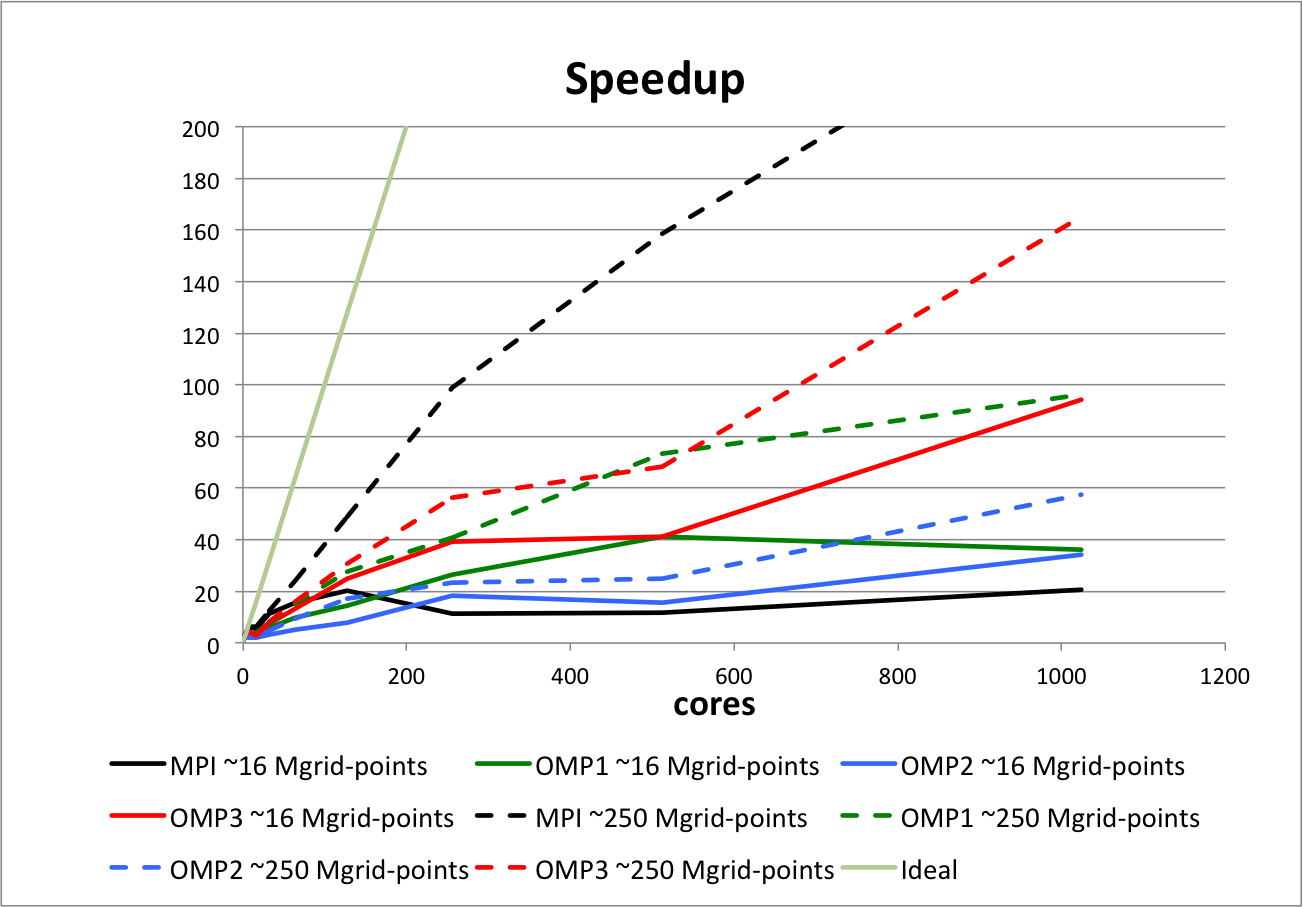 Speedup
200
180
160
140
120
100
80
60
40
20
0
0 200 400 600 800 1000 1200
cores
MPI ~16 Mgrid-points OMP1 ~16 Mgrid-points OMP2 ~16 Mgrid-points
OMP3 ~16 Mgrid-points MPI ~250 Mgrid-points OMP1 ~250 Mgrid-points
OMP2 ~250 Mgrid-points OMP3 ~250 Mgrid-points Ideal